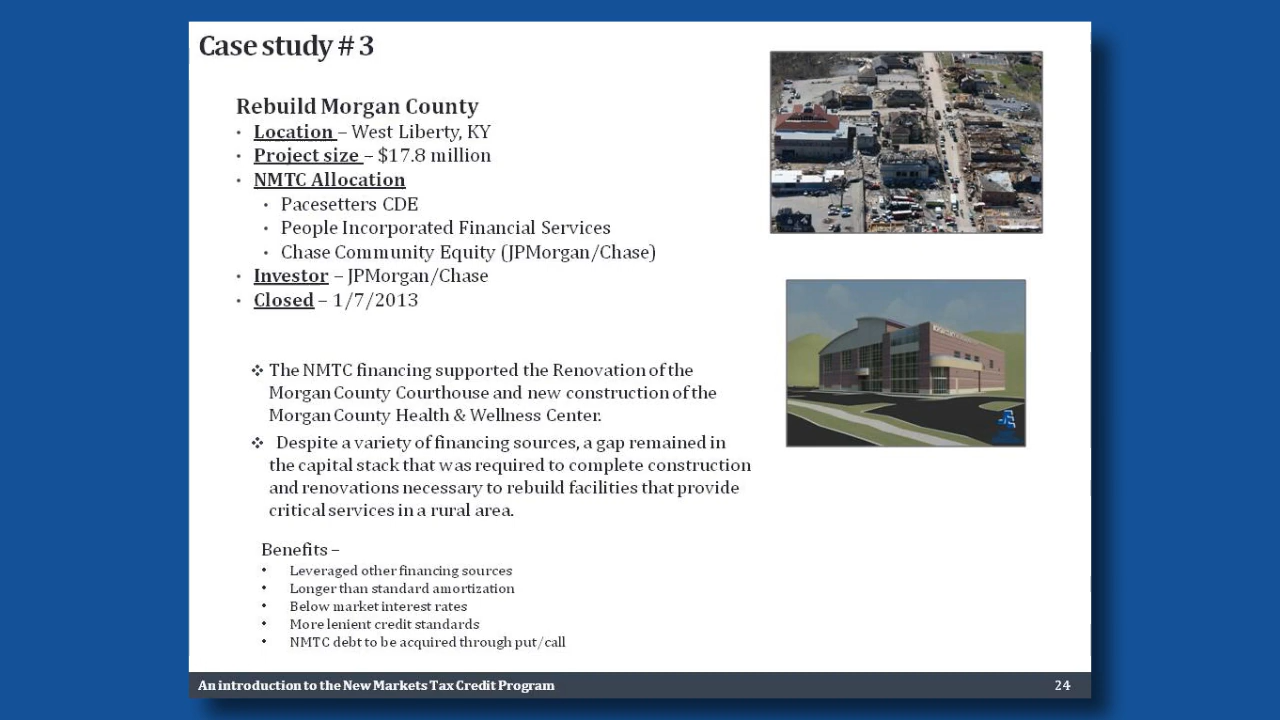 Case study # 3
Rebuild Morgan County
• Location – West Liberty, KY
• Project size – $17.8 million
• NMTC Allocation
• Pacesetters CDE
• People Incorporated Financial Services
• Chase Community Equity (JPMorgan/Chase)
• Investor – JPMorgan/Chase
• Closed – 1/7/2013
❖ The NMTC financing supported the Renovation of the
Morgan County Courthouse and new construction of the
Morgan County Health & Wellness Center.
❖ Despite a variety of financing sources, a gap remained in
the capital stack that was required to complete construction
and renovations necessary to rebuild facilities that provide
critical services in a rural area.
Benefits –
• Leveraged other financing sources
• Longer than standard amortization
• Below market interest rates
• More lenient credit standards
• NMTC debt to be acquired through put/call
An introduction to the New Markets Tax Credit Program
24